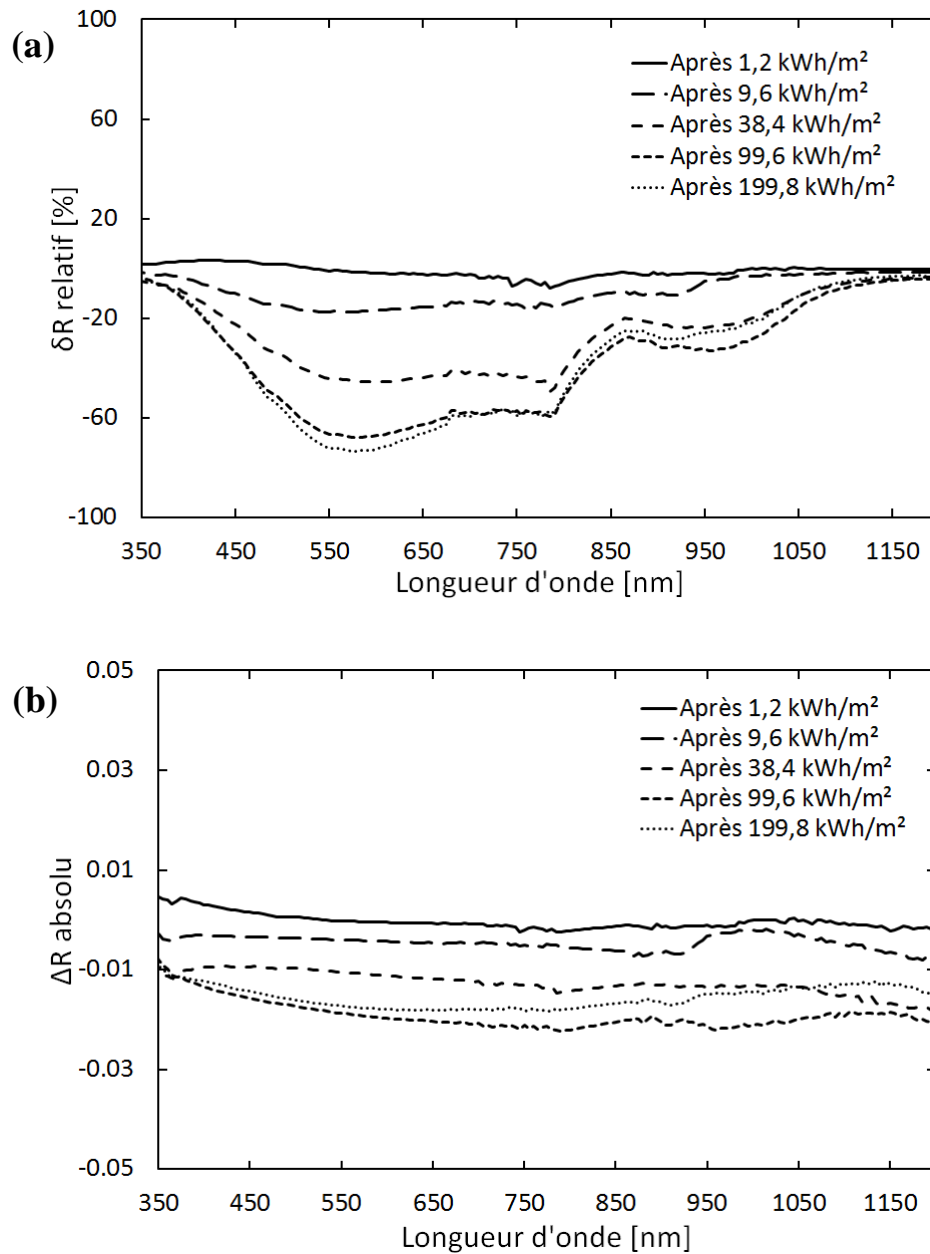 (a)
100
60
20
-20
-60
-100
δR relatif [%]
Après 1,2 kWh/m²
Après 9,6 kWh/m²
Après 38,4 kWh/m²
Après 99,6 kWh/m²
Après 199,8 kWh/m²
350 450 550 650 750 850 950 1050 1150
Longueur d'onde [nm]
(b)
0.05
0.03
0.01
-0.01
-0.03
-0.05
ΔR absolu
Après 1,2 kWh/m²
Après 9,6 kWh/m²
Après 38,4 kWh/m²
Après 99,6 kWh/m²
Après 199,8 kWh/m²
350 450 550 650 750 850 950 1050 1150
Longueur d'onde [nm]